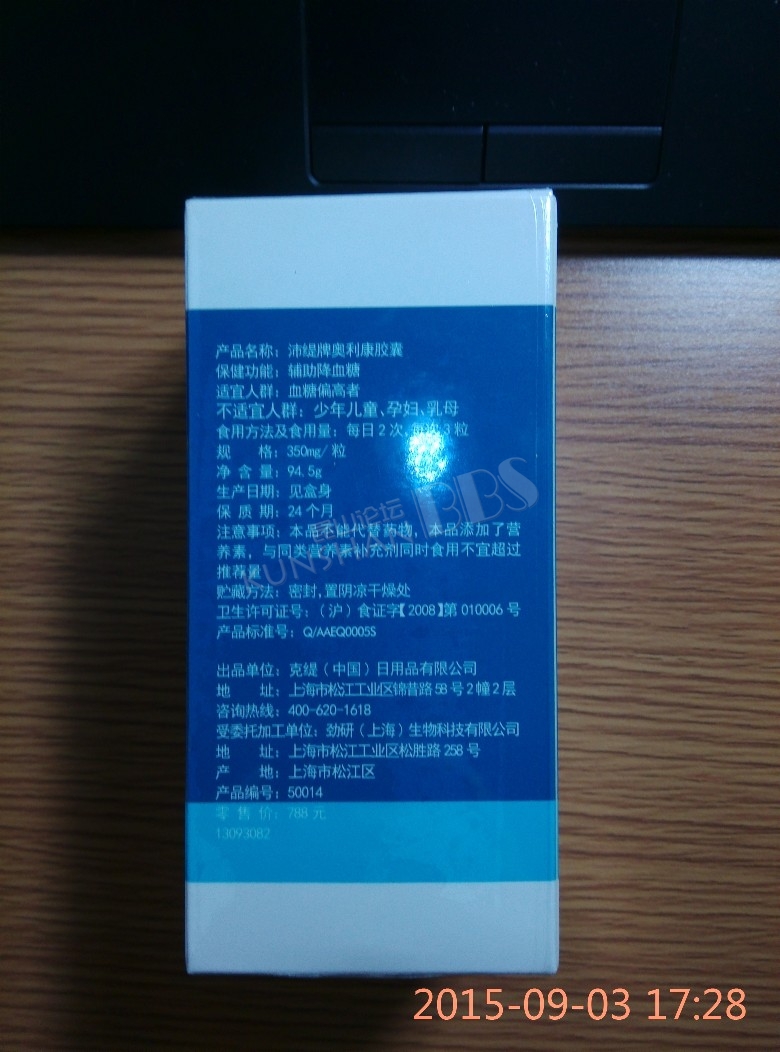 产品名称：沛缇牌奥利康胶囊
保健功能：辅助降血糖
适宜人群：血糖偏高者
不适宜人群：少年儿童、孕妇、乳母
食用方法及食用量：每日2次,每次3粒
规　　格：350mg/粒
净 含 量：94.5g
生产日期：见盒身
保 质 期：24个月
注意事项：本品不能代替药物，本品添加了营
养素，与同类营养素补充剂同时食用不宜超过
推荐量
贮藏方法：密封,置阴凉干燥处
卫生许可证号：（沪）食证字【2008】第010006号
产品标准号：Q/AAEQ0005S
出品单位：克缇（中国）日用品有限公司
地　　址：上海市松江工业区锦昔路58号2幢2层
咨询热线：400-620-1618
受委托加工单位：劲研（上海）生物科技有限公司
地　　址：上海市松江工业区松胜路258号
产　　地：上海市松江区
产品编号：50014
零 售 价：788元
13093082
昆山论坛
KUNSHAN BBS
2015-09-03 17:28